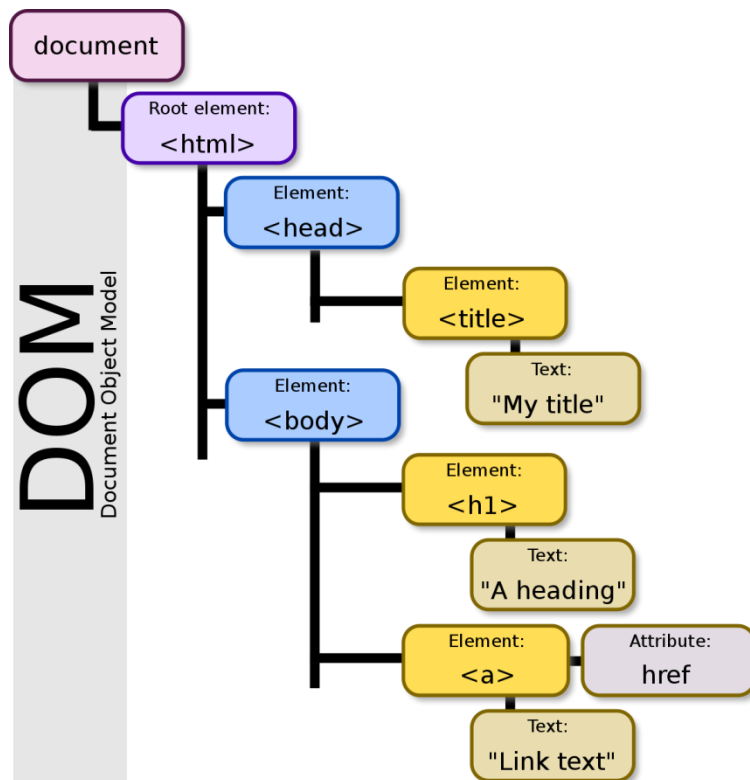 document
Root element:
<html>
Element:
<head>
Element:
<title>
Text:
"My title"
Element:
<body>
Element:
<h1>
Text:
"A heading"
Element:
<a>
Attribute:
href
Text:
"Link text"
DOM
Document Object Model